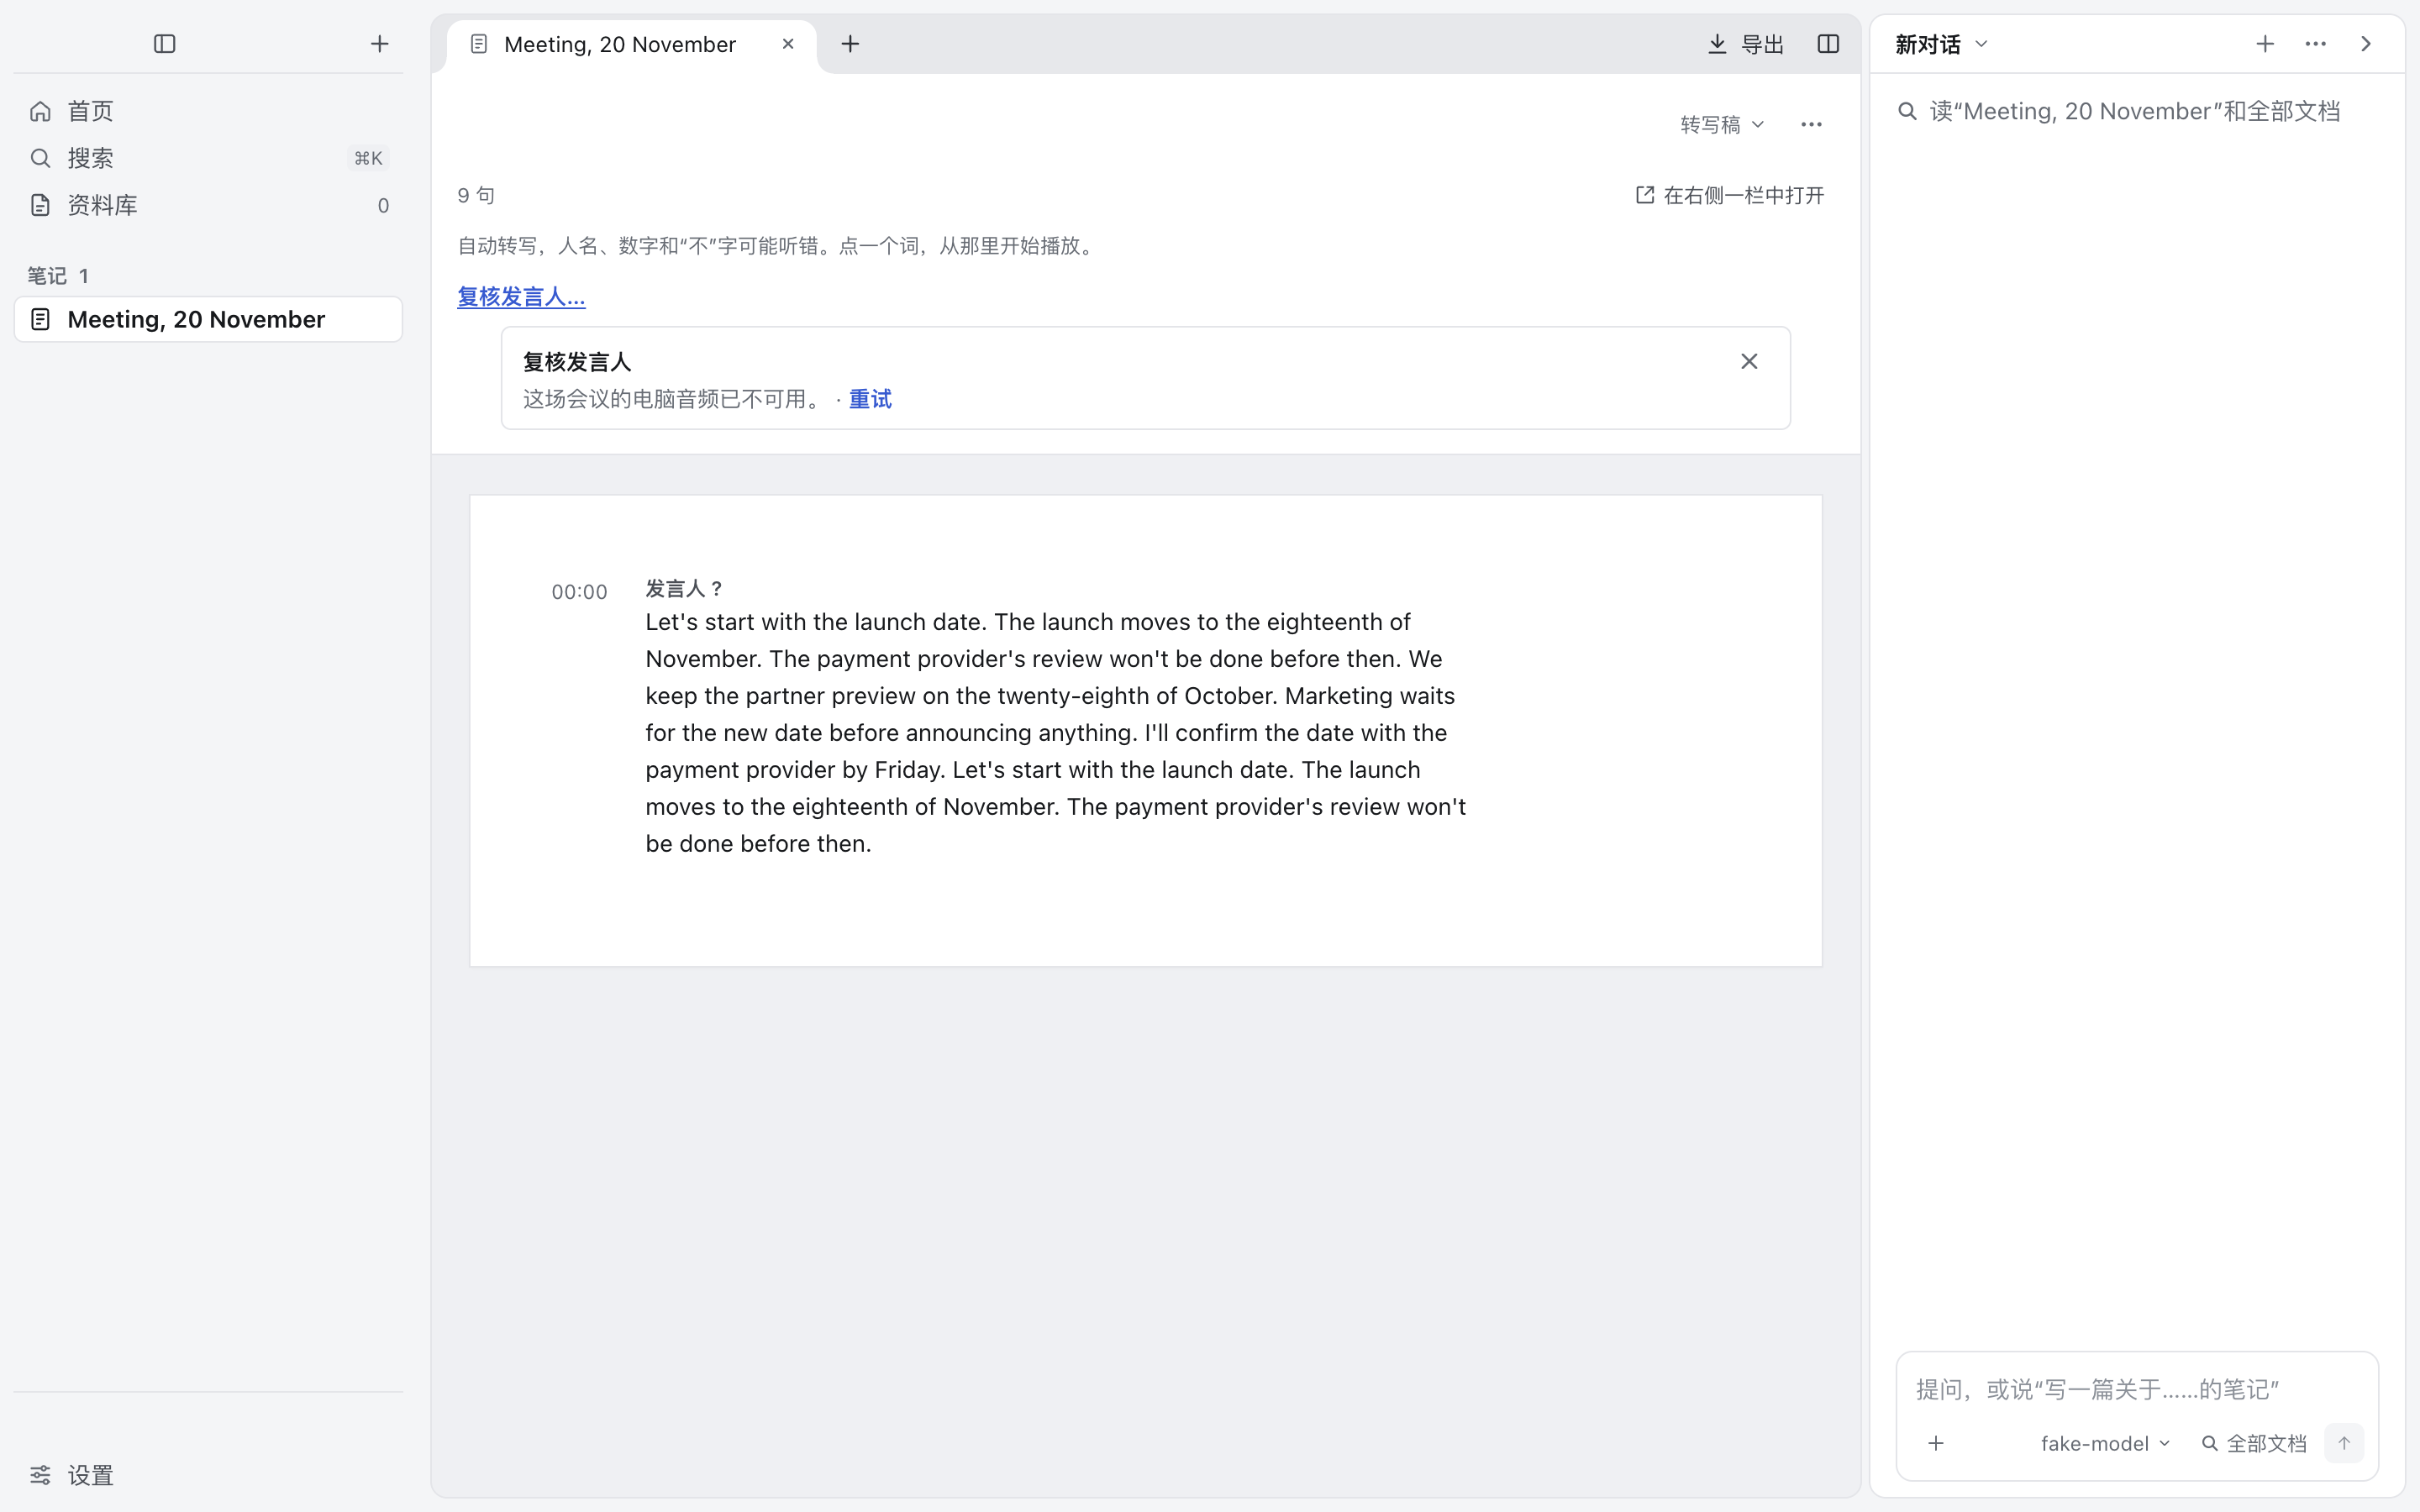 首页
搜索 ⌘K
资料库 0
笔记 1
Meeting, 20 November
设置
Meeting, 20 November
导出
转写稿
9 句
在右侧一栏中打开
自动转写，人名、数字和“不”字可能听错。点一个词，从那里开始播放。
复核发言人...
复核发言人
这场会议的电脑音频已不可用。 · 重试
00:00 发言人 ?
Let's start with the launch date. The launch moves to the eighteenth of
November. The payment provider's review won't be done before then. We
keep the partner preview on the twenty-eighth of October. Marketing waits
for the new date before announcing anything. I'll confirm the date with the
payment provider by Friday. Let's start with the launch date. The launch
moves to the eighteenth of November. The payment provider's review won't
be done before then.
新对话
读“Meeting, 20 November”和全部文档
提问，或说“写一篇关于……的笔记”
fake-model 全部文档